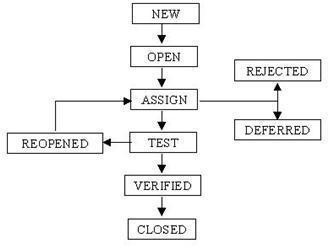 NEW
OPEN
REJECTED
ASSIGN
DEFERRED
REOPENED
TEST
VERIFIED
CLOSED